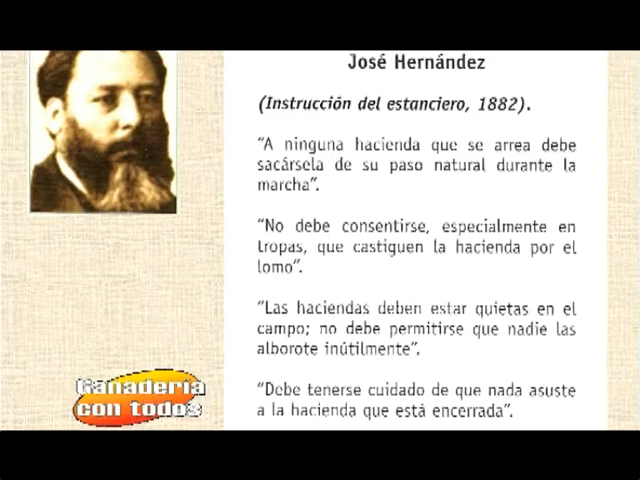 José Hernández
(Instrucción del estanciero, 1882).
“A ninguna hacienda que se arrea debe
sacársela de su paso natural durante la
marcha”.
“No debe consentirse, especialmente en
tropas, que castiguen la hacienda por el
lomo”.
“Las haciendas deben estar quietas en el
campo; no debe permitirse que nadie las
alborote inútilmente”.
“Debe tenerse cuidado de que nada asuste
a la hacienda que está encerrada”.
Ganadería
con todos